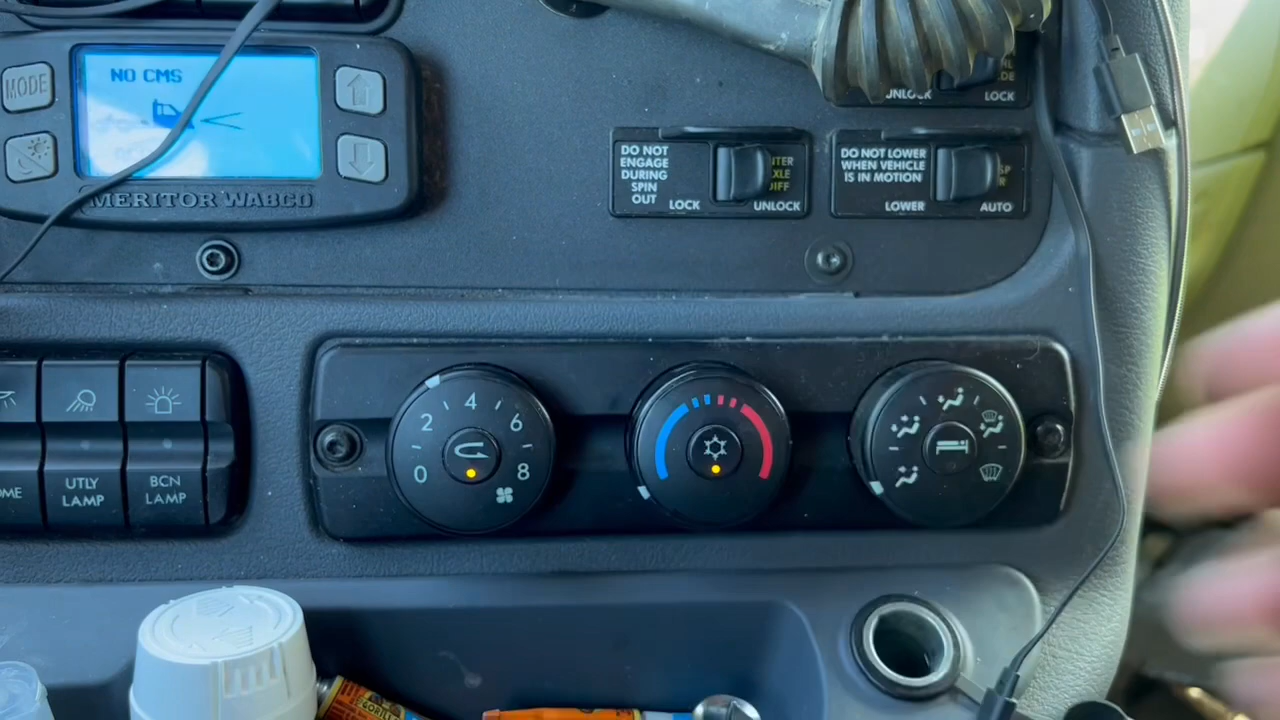 NO CMS
MODE
MERITOR WABCO
UNLOCK
LOCK
DO NOT
ENGAGE
DURING
SPIN
OUT
LOCK
UNLOCK
DO NOT LOWER
WHEN VEHICLE
IS IN MOTION
LOWER
AUTO
UTLY
LAMP
BCN
LAMP
0 2 4 6 8
GORILLA